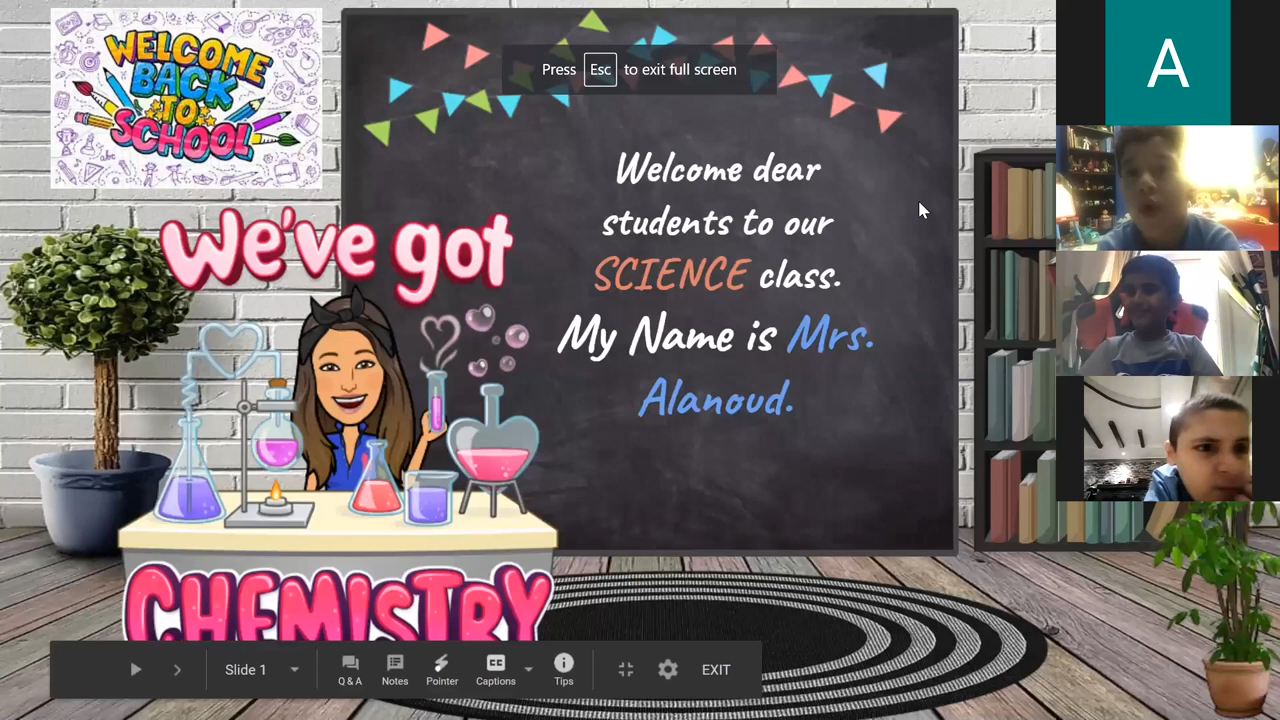 WELCOME
BACK
TO
SCHOOL
Press Esc to exit full screen
A
Welcome dear
students to our
SCIENCE class.
My Name is Mrs.
Alanoud.
We've got
CHEMISTRY
Slide 1
Q & A
Notes
Pointer
CC
Captions
Tips
EXIT